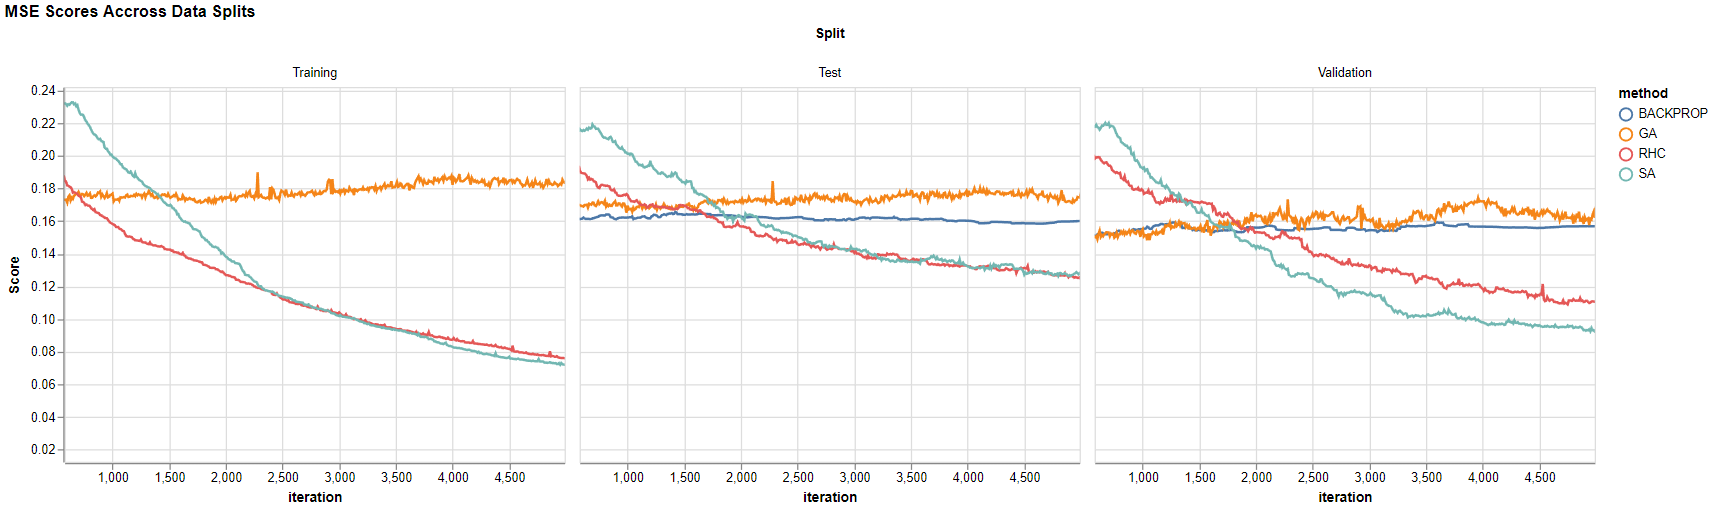 MSE Scores Accross Data Splits
Split
Training
Test
Validation
Score
0.24
0.22
0.20
0.18
0.16
0.14
0.12
0.10
0.08
0.06
0.04
0.02
1,000 1,500 2,000 2,500 3,000 3,500 4,000 4,500
iteration
1,000 1,500 2,000 2,500 3,000 3,500 4,000 4,500
iteration
1,000 1,500 2,000 2,500 3,000 3,500 4,000 4,500
iteration
method
BACKPROP
GA
RHC
SA